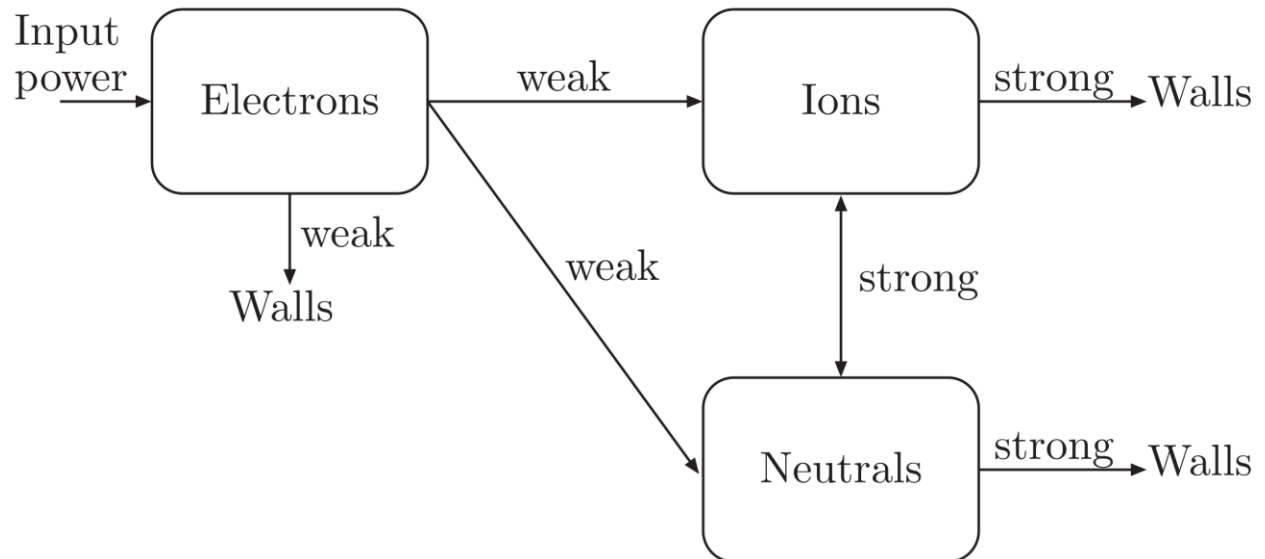 Input
power
Electrons
weak
Ions
strong
Walls
weak
Walls
weak
strong
Neutrals
strong
Walls